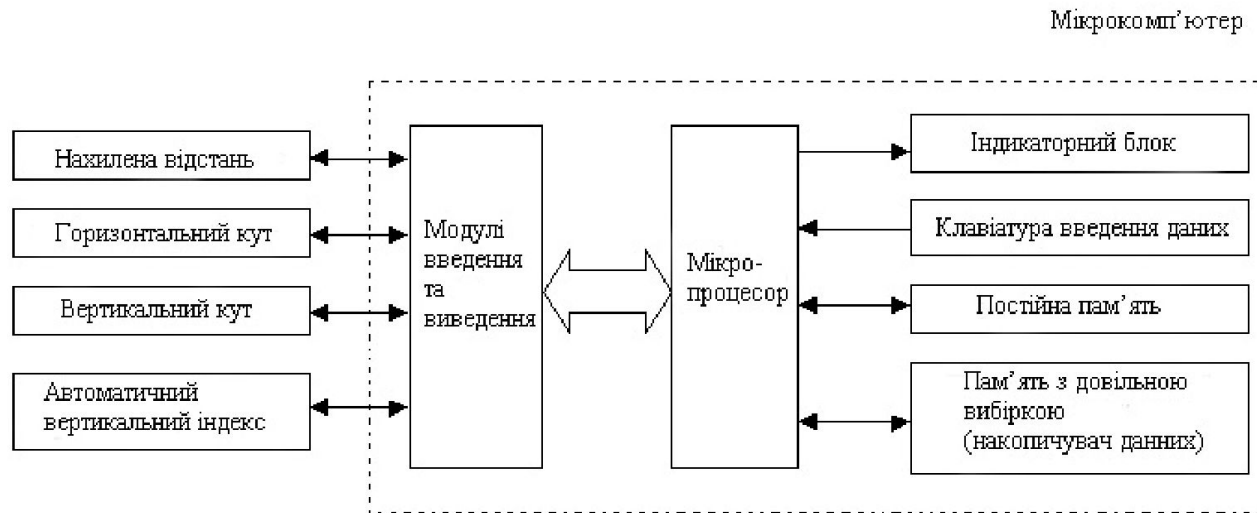 Мікрокомп’ютер
Нахилена відстань
Горизонтальний кут
Вертикальний кут
Автоматичний
вертикальний індекс
Модулі
введення
та
виведення
Мікро-
процесор
Індикаторний блок
Клавіатура введення даних
Постійна пам’ять
Пам’ять з довільною
вибіркою
(накопичувач данних)